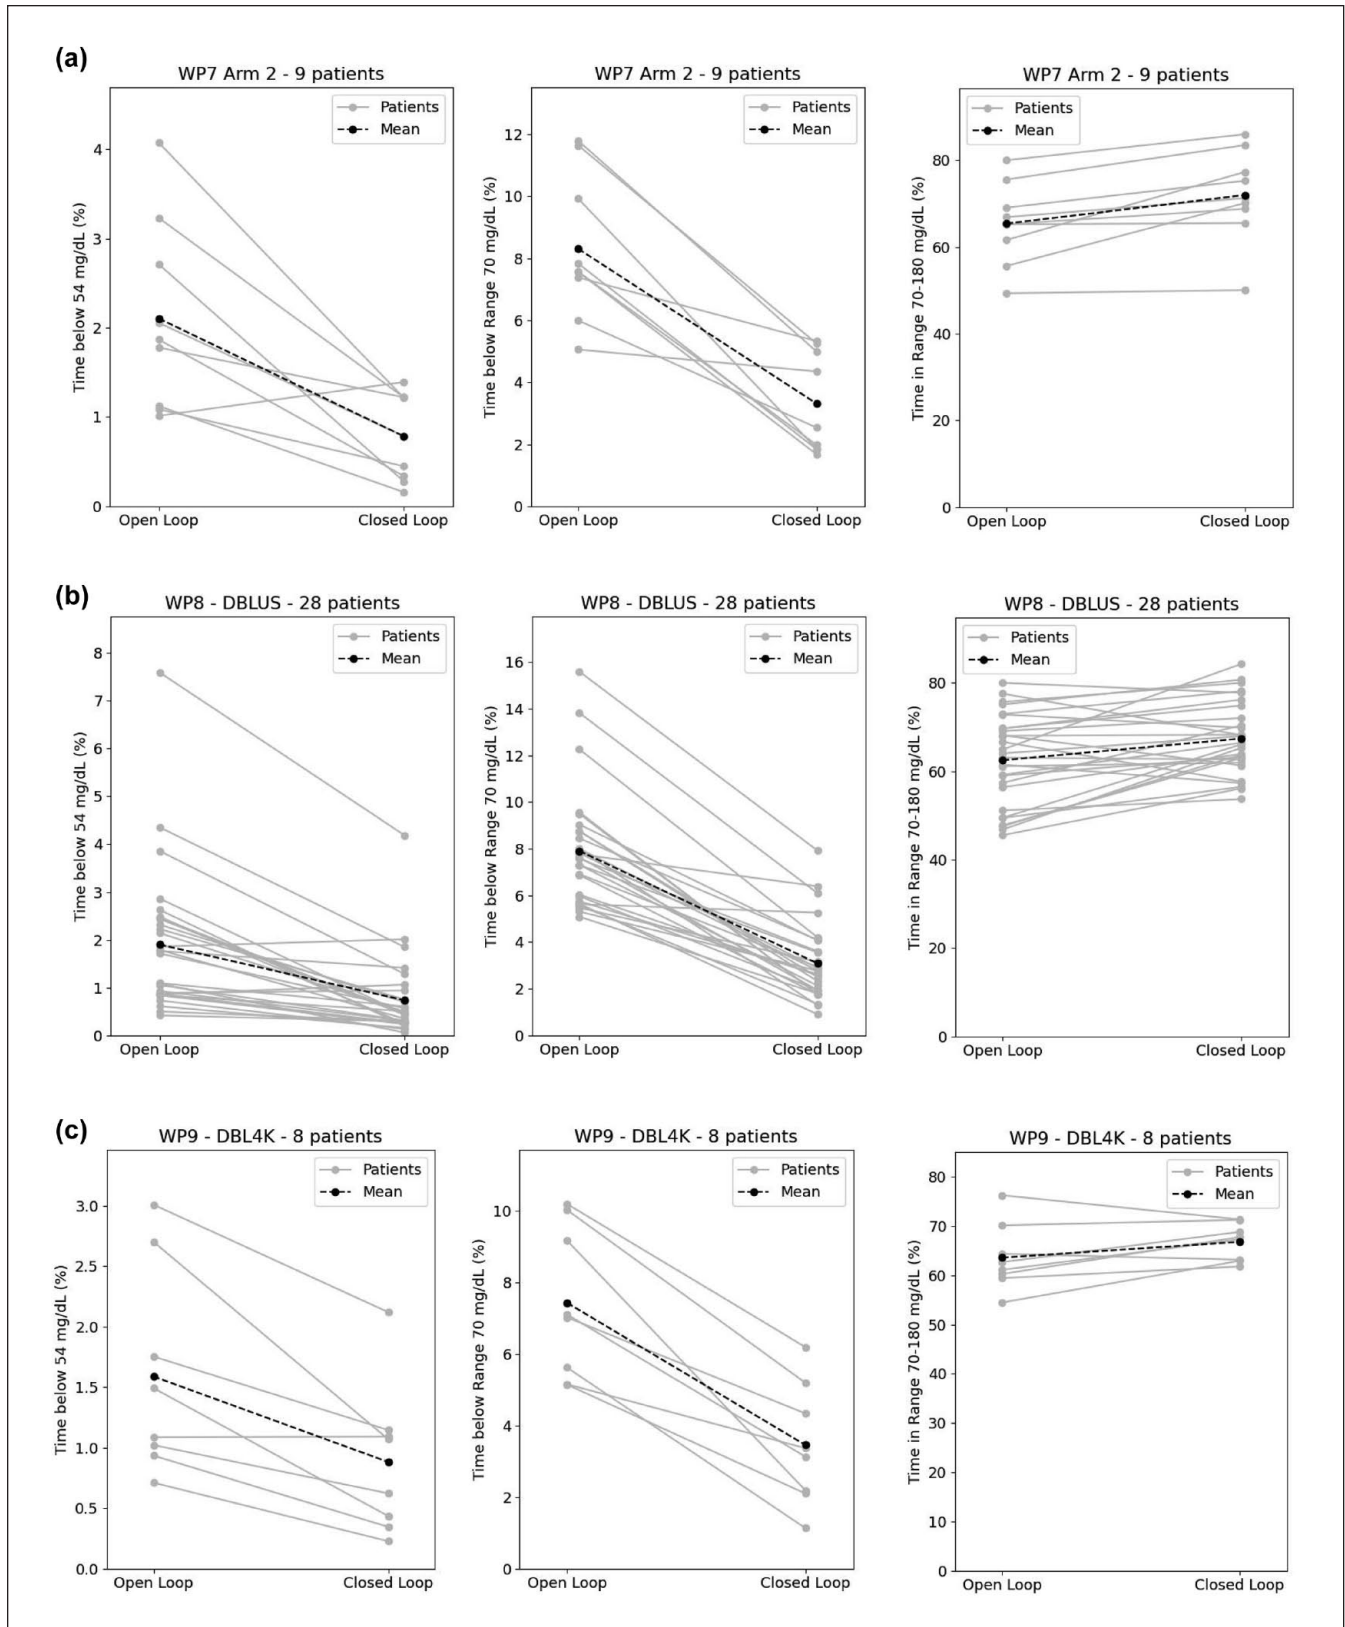 (a)
WP7 Arm 2 - 9 patients
Time below 54 mg/dL (%)
4
3
2
1
0
Patients
Mean
Open Loop
Closed Loop
WP7 Arm 2 - 9 patients
Time below Range 70 mg/dL (%)
12
10
8
6
4
2
0
Patients
Mean
Open Loop
Closed Loop
WP7 Arm 2 - 9 patients
Time in Range 70-180 mg/dL (%)
80
60
40
20
0
Patients
Mean
Open Loop
Closed Loop
(b)
WP8 - DBLUS - 28 patients
Time below 54 mg/dL (%)
8
7
6
5
4
3
2
1
0
Patients
Mean
Open Loop
Closed Loop
WP8 - DBLUS - 28 patients
Time below Range 70 mg/dL (%)
16
14
12
10
8
6
4
2
0
Patients
Mean
Open Loop
Closed Loop
WP8 - DBLUS - 28 patients
Time in Range 70-180 mg/dL (%)
80
60
40
20
0
Patients
Mean
Open Loop
Closed Loop
(c)
WP9 - DBL4K - 8 patients
Time below 54 mg/dL (%)
3.0
2.5
2.0
1.5
1.0
0.5
0.0
Patients
Mean
Open Loop
Closed Loop
WP9 - DBL4K - 8 patients
Time below Range 70 mg/dL (%)
10
8
6
4
2
0
Patients
Mean
Open Loop
Closed Loop
WP9 - DBL4K - 8 patients
Time in Range 70-180 mg/dL (%)
80
70
60
50
40
30
20
10
0
Patients
Mean
Open Loop
Closed Loop